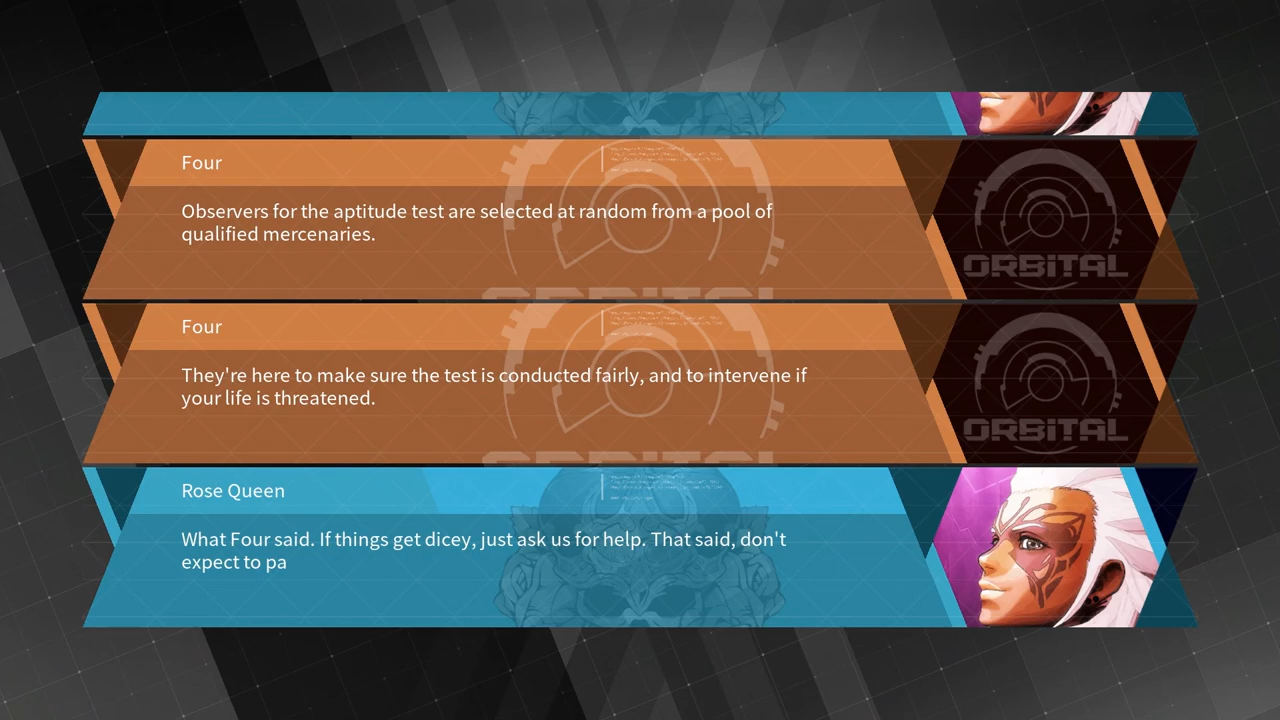 Four
Observers for the aptitude test are selected at random from a pool of
qualified mercenaries.
ORBITAL
Four
They're here to make sure the test is conducted fairly, and to intervene if
your life is threatened.
ORBITAL
Rose Queen
What Four said. If things get dicey, just ask us for help. That said, don't
expect to pa